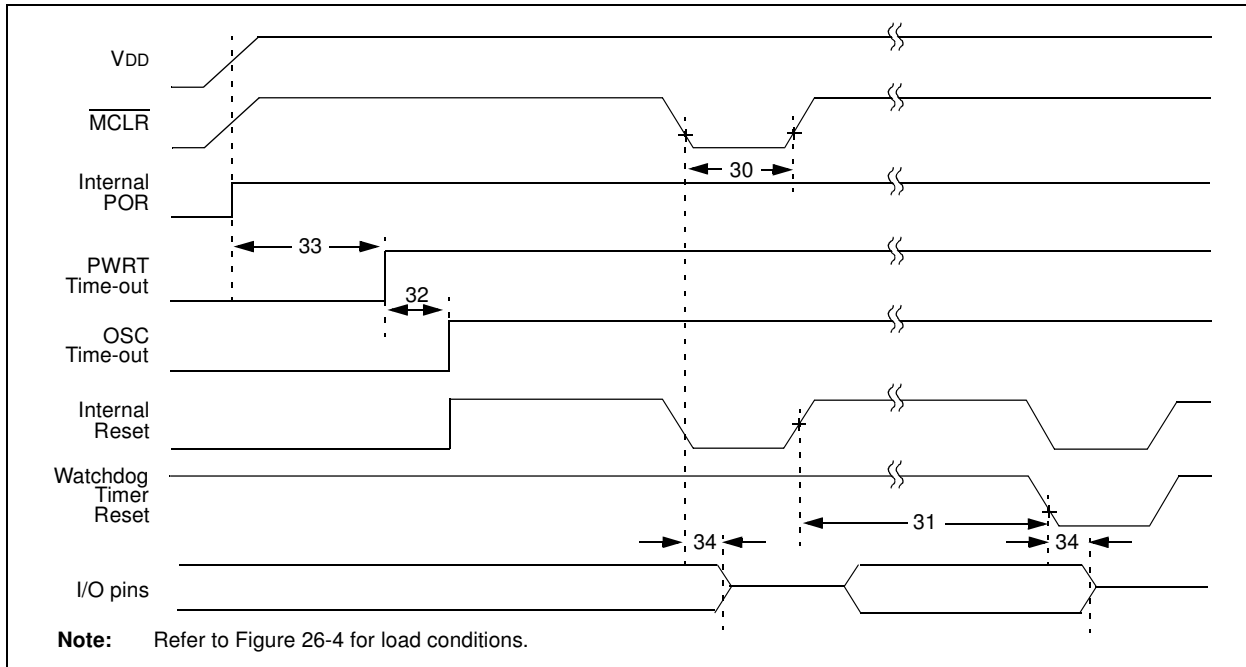 VDD
MCLR
30
Internal
POR
33
PWRT
Time-out
32
OSC
Time-out
Internal
Reset
Watchdog
Timer
Reset
31
34
34
I/O pins
Note: Refer to Figure 26-4 for load conditions.